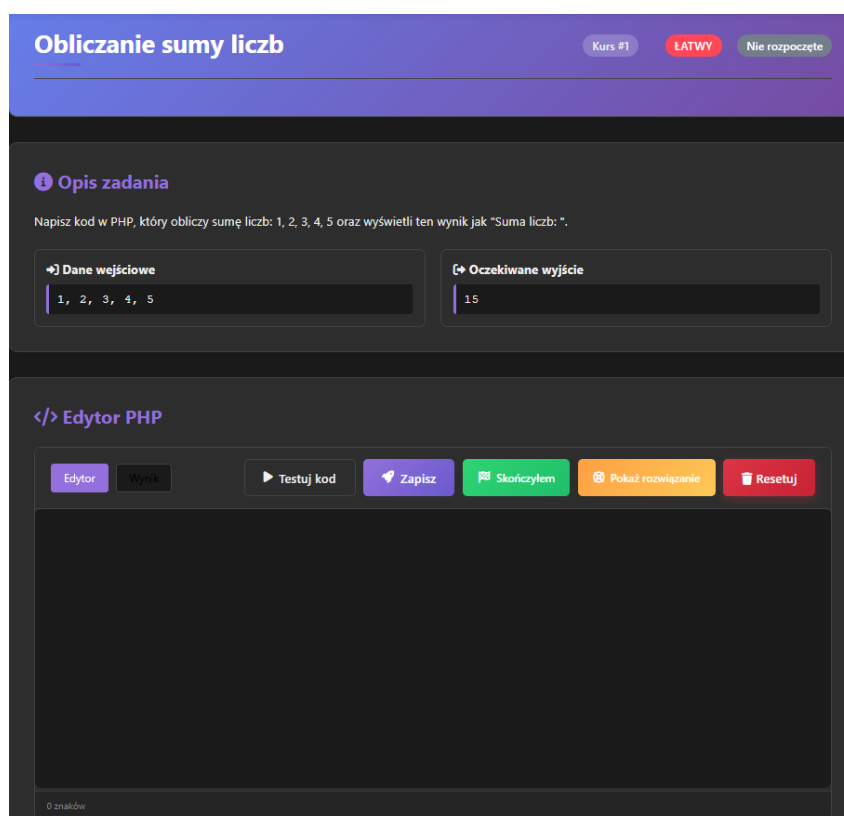 Obliczanie sumy liczb
Kurs #1
ŁATWY
Nie rozpoczęte
Opis zadania
Napisz kod w PHP, który obliczy sumę liczb: 1, 2, 3, 4, 5 oraz wyświetli ten wynik jak "Suma liczb: ".
Dane wejściowe
1, 2, 3, 4, 5
Oczekiwane wyjście
15
</> Edytor PHP
Edytor
Wynik
Testuj kod
Zapisz
Skończyłem
Pokaż rozwiązanie
Resetuj
0 znaków